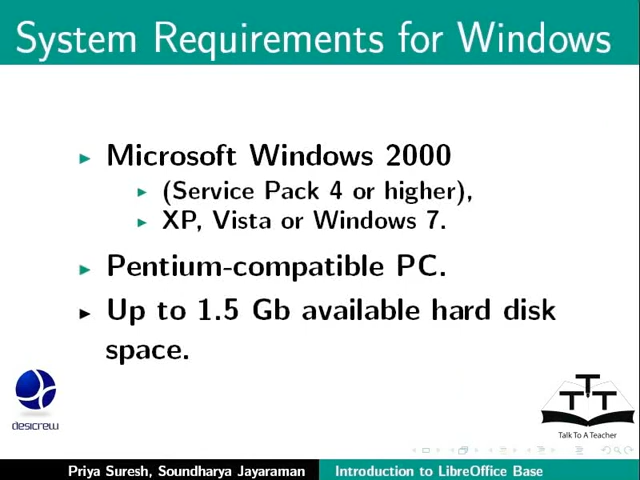 System Requirements for Windows
Microsoft Windows 2000
(Service Pack 4 or higher),
XP, Vista or Windows 7.
Pentium-compatible PC.
Up to 1.5 Gb available hard disk
space.
desicrew
TTT
Talk To A Teacher
Priya Suresh, Soundharya Jayaraman
Introduction to LibreOffice Base